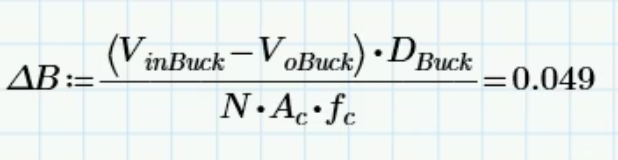 ΔB := (V_inBuck − V_oBuck) · D_Buck / N · A_c · f_c = 0.049